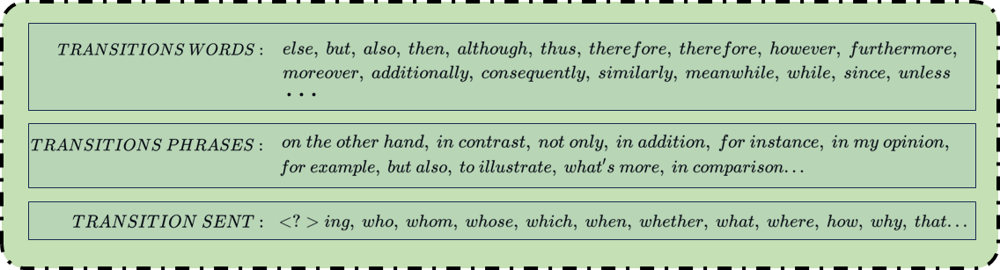 TRANSITIONS WORDS : else, but, also, then, although, thus, therefore, therefore, however, furthermore,
moreover, additionally, consequently, similarly, meanwhile, while, since, unless
...
TRANSITIONS PHRASES : on the other hand, in contrast, not only, in addition, for instance, in my opinion,
for example, but also, to illustrate, what's more, in comparison...
TRANSITION SENT : <? > ing, who, whom, whose, which, when, whether, what, where, how, why, that...